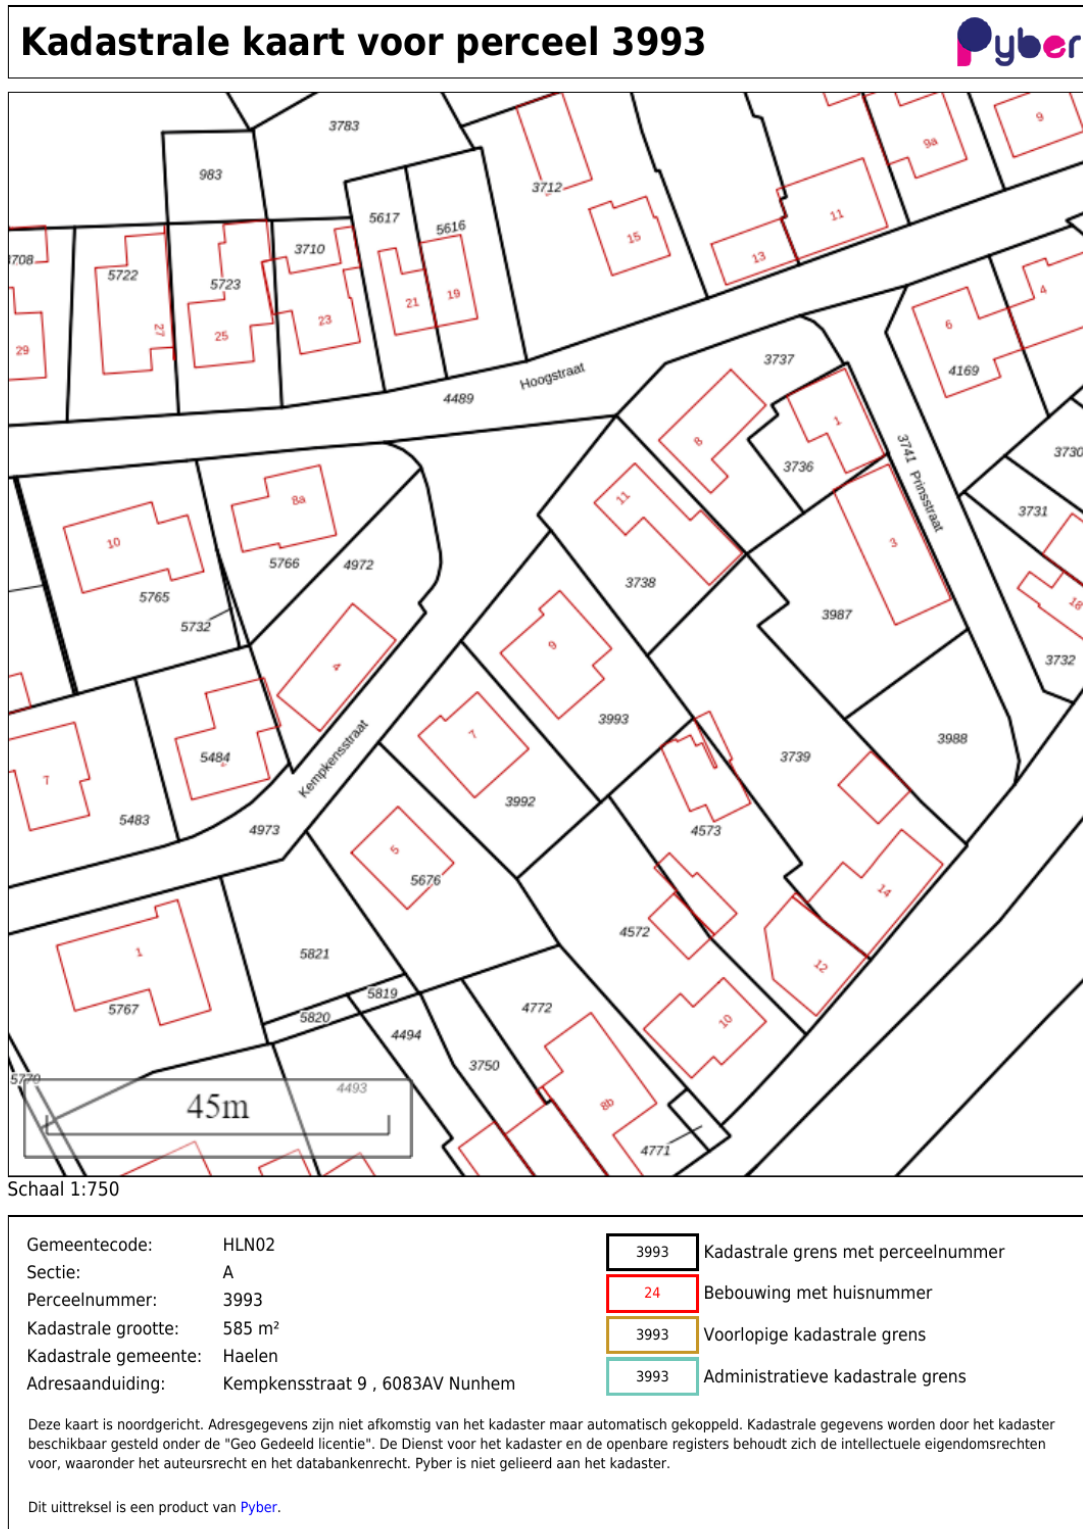 Kadastrale kaart voor perceel 3993
Pyber
3783
983
3712
9a
9
5617
5616
3710
15
11
13
3708
5722
5723
27
25
23
21
19
29
6
4
4169
Hoogstraat
4489
3737
8
1
3736
3741 Prinsstraat
3730
3731
11
3
10
8a
5766
4972
5765
5732
3738
3987
18
3732
4
9
3993
7
3992
3739
3988
5484
7
Kempkensstraat
5483
4973
4573
5
5676
14
4572
12
10
1
5767
5821
5819
5820
4494
4772
3750
8b
4771
5770
4493
45m
Schaal 1:750
Gemeentecode: HLN02
Sectie: A
Perceelnummer: 3993
Kadastrale grootte: 585 m²
Kadastrale gemeente: Haelen
Adresaanduiding: Kempkensstraat 9 , 6083AV Nunhem
3993 Kadastrale grens met perceelnummer
24 Bebouwing met huisnummer
3993 Voorlopige kadastrale grens
3993 Administratieve kadastrale grens
Deze kaart is noordgericht. Adresgegevens zijn niet afkomstig van het kadaster maar automatisch gekoppeld. Kadastrale gegevens worden door het kadaster
beschikbaar gesteld onder de "Geo Gedeeld licentie". De Dienst voor het kadaster en de openbare registers behoudt zich de intellectuele eigendomsrechten
voor, waaronder het auteursrecht en het databankenrecht. Pyber is niet gelieerd aan het kadaster.
Dit uittreksel is een product van Pyber.